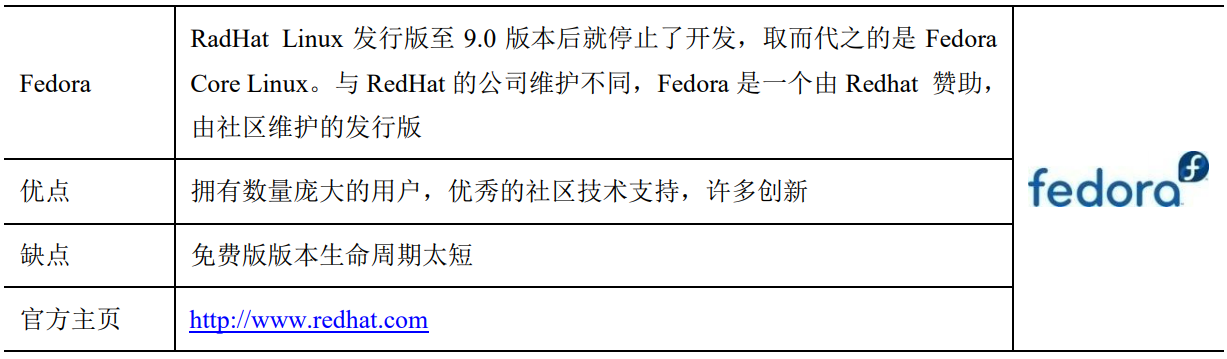 Fedora
RadHat Linux 发行版至 9.0 版本后就停止了开发，取而代之的是 Fedora
Core Linux。与 RedHat 的公司维护不同，Fedora 是一个由 Redhat 赞助，
由社区维护的发行版
fedora
优点
拥有数量庞大的用户，优秀的社区技术支持，许多创新
缺点
免费版版本生命周期太短
官方主页
http://www.redhat.com